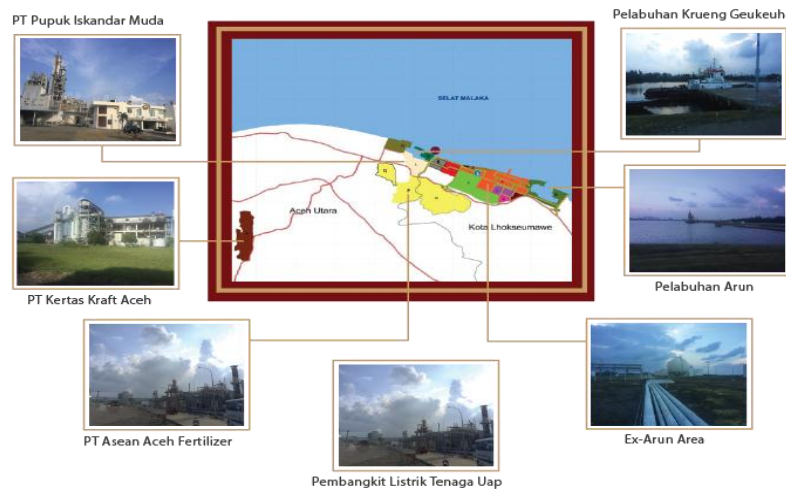 PT Pupuk Iskandar Muda
Pelabuhan Krueng Geukeuh
SELAT MALAKA
Aceh Utara
Kota Lhokseumawe
PT Kertas Kraft Aceh
Pelabuhan Arun
PT Asean Aceh Fertilizer
Ex-Arun Area
Pembangkit Listrik Tenaga Uap